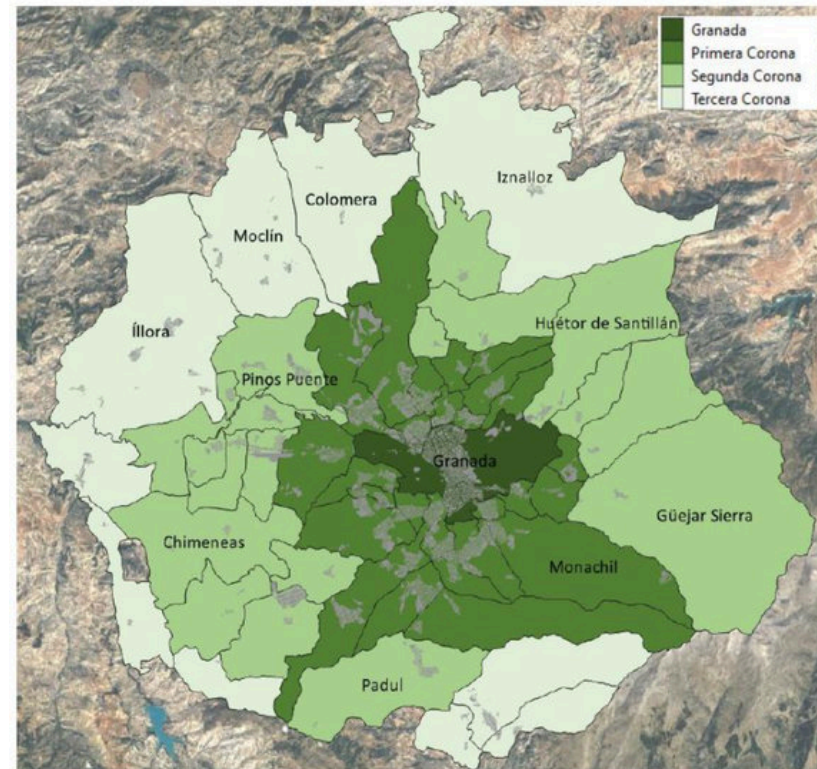 Granada
Primera Corona
Segunda Corona
Tercera Corona
Iznalloz
Colomera
Moclín
Íllora
Huétor de Santillán
Pinos Puente
Granada
Güejar Sierra
Chimeneas
Monachil
Padul